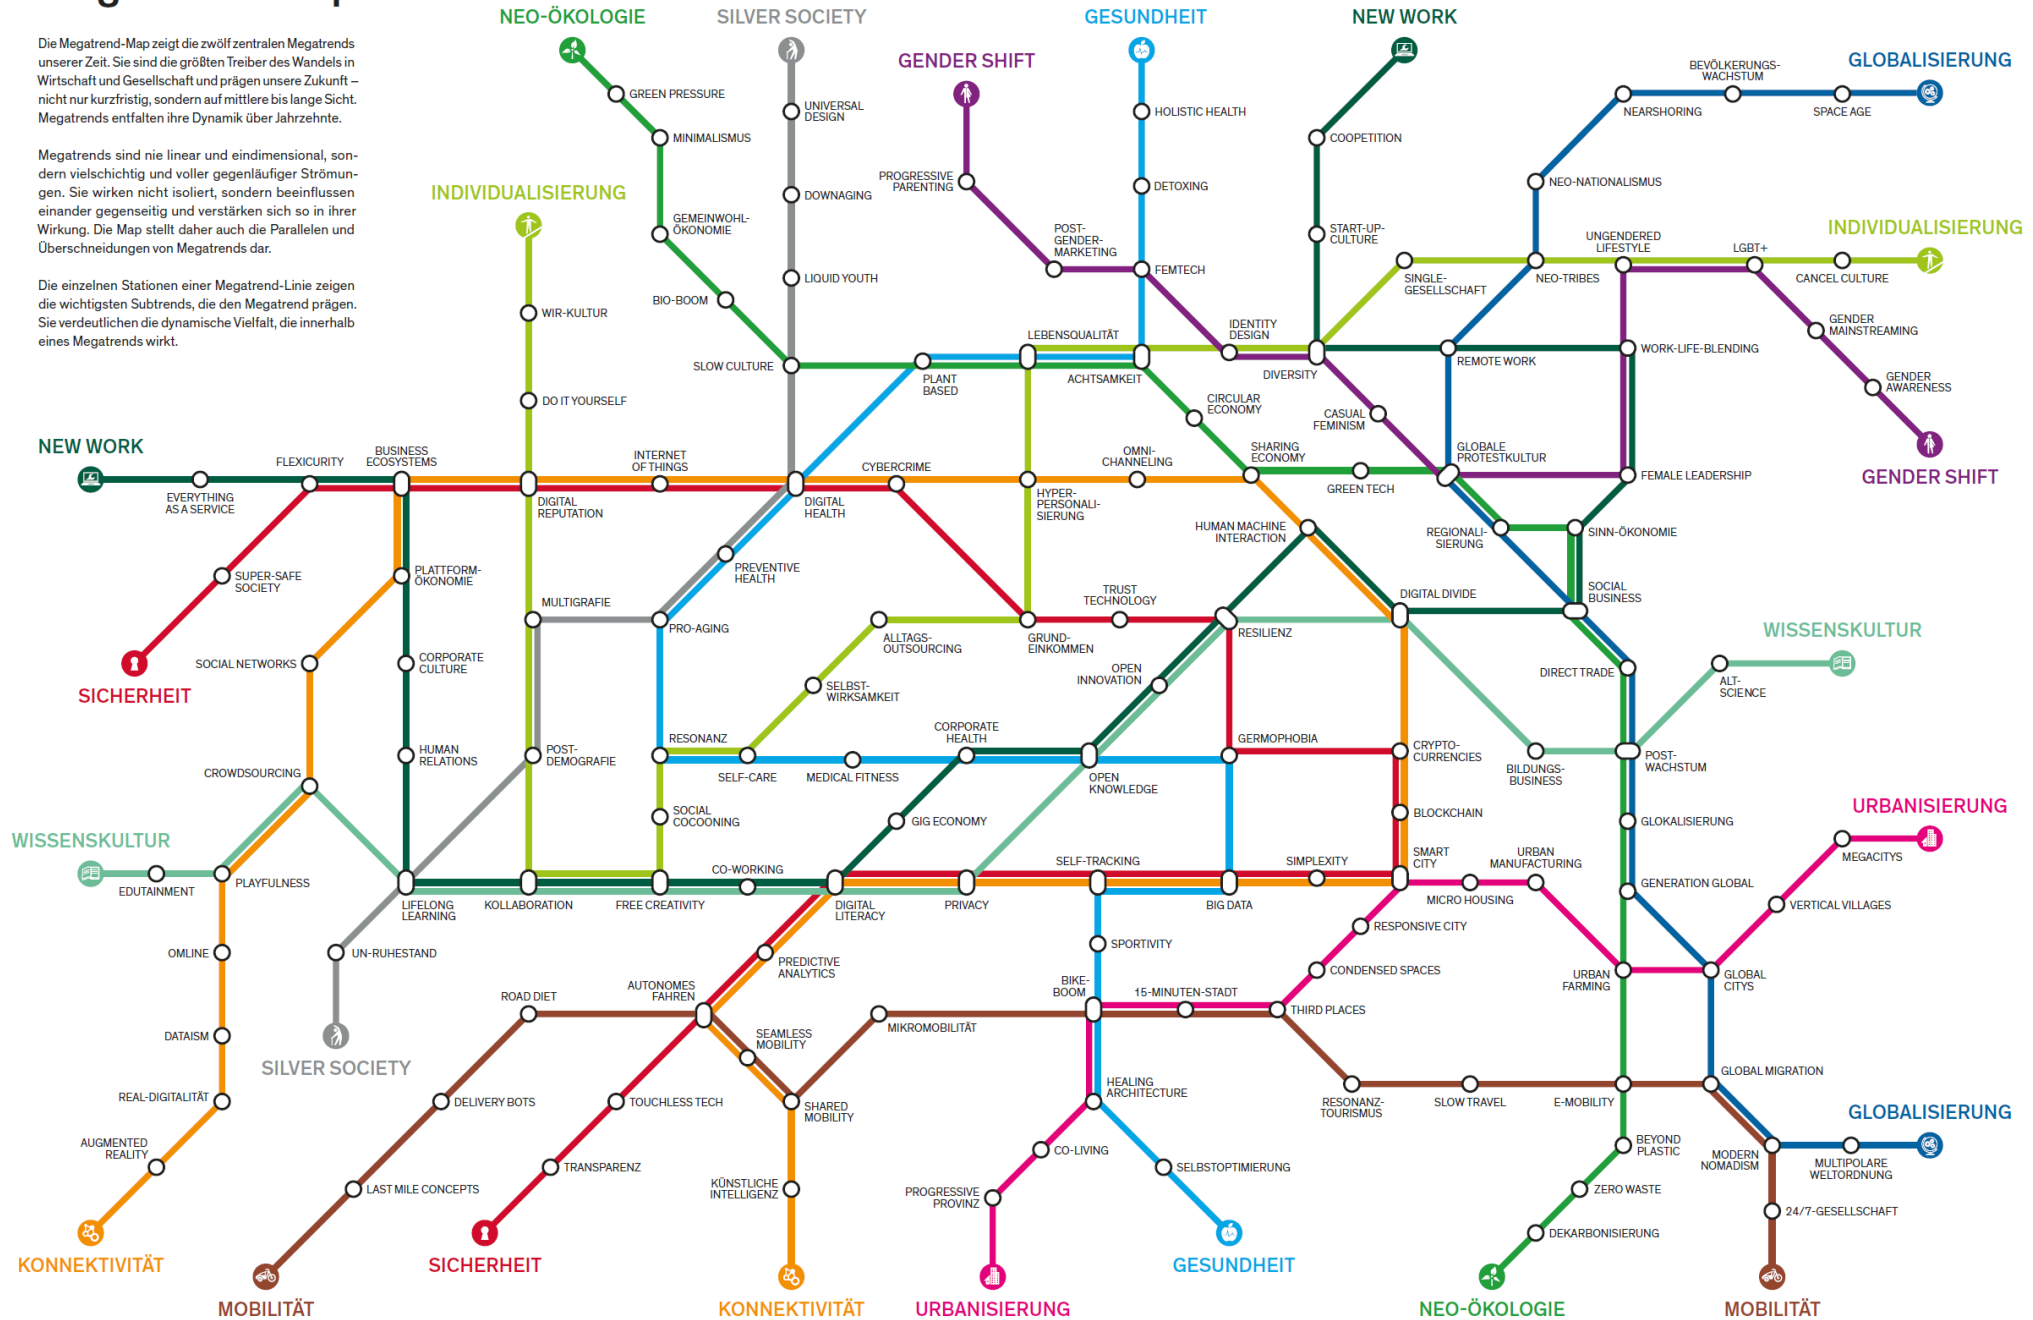 Die Megatrend-Map zeigt die zwölf zentralen Megatrends
unserer Zeit. Sie sind die größten Treiber des Wandels in
Wirtschaft und Gesellschaft und prägen unsere Zukunft –
nicht nur kurzfristig, sondern auf mittlere bis lange Sicht.
Megatrends entfalten ihre Dynamik über Jahrzehnte.
Megatrends sind nie linear und eindimensional, son-
dern vielschichtig und voller gegenläufiger Strömun-
gen. Sie wirken nicht isoliert, sondern beeinflussen
einander gegenseitig und verstärken sich so in ihrer
Wirkung. Die Map stellt daher auch die Parallelen und
Überschneidungen von Megatrends dar.
Die einzelnen Stationen einer Megatrend-Linie zeigen
die wichtigsten Subtrends, die den Megatrend prägen.
Sie verdeutlichen die dynamische Vielfalt, die innerhalb
eines Megatrends wirkt.
NEO-ÖKOLOGIE
SILVER SOCIETY
GESUNDHEIT
NEW WORK
GENDER SHIFT
GLOBALISIERUNG
BEVÖLKERUNGS-
WACHSTUM
GREEN PRESSURE
UNIVERSAL
DESIGN
HOLISTIC HEALTH
NEARSHORING
SPACE AGE
MINIMALISMUS
COOPETITION
PROGRESSIVE
PARENTING
DETOXING
NEO-NATIONALISMUS
INDIVIDUALISIERUNG
DOWNAGING
GEMEINWOHL-
ÖKONOMIE
POST-
GENDER-
MARKETING
START-UP-
CULTURE
UNGENDERED
LIFESTYLE
LGBT+
INDIVIDUALISIERUNG
LIQUID YOUTH
FEMTECH
SINGLE-
GESELLSCHAFT
NEO-TRIBES
CANCEL CULTURE
BIO-BOOM
WIR-KULTUR
LEBENSQUALITÄT
IDENTITY
DESIGN
GENDER
MAINSTREAMING
SLOW CULTURE
PLANT
BASED
ACHTSAMKEIT
DIVERSITY
REMOTE WORK
WORK-LIFE-BLENDING
GENDER
AWARENESS
DO IT YOURSELF
CIRCULAR
ECONOMY
CASUAL
FEMINISM
NEW WORK
FLEXICURITY
BUSINESS
ECOSYSTEMS
INTERNET
OF THINGS
CYBERCRIME
OMNI-
CHANNELING
SHARING
ECONOMY
GLOBALE
PROTESTKULTUR
GREEN TECH
FEMALE LEADERSHIP
GENDER SHIFT
EVERYTHING
AS A SERVICE
DIGITAL
REPUTATION
DIGITAL
HEALTH
HYPER-
PERSONALI-
SIERUNG
HUMAN MACHINE
INTERACTION
REGIONALI-
SIERUNG
SINN-ÖKONOMIE
SUPER-SAFE
SOCIETY
PLATTFORM-
ÖKONOMIE
PREVENTIVE
HEALTH
MULTIGRAFIE
PRO-AGING
TRUST
TECHNOLOGY
DIGITAL DIVIDE
SOCIAL
BUSINESS
ALLTAGS-
OUTSOURCING
GRUND-
EINKOMMEN
RESILIENZ
WISSENSKULTUR
SICHERHEIT
SOCIAL NETWORKS
CORPORATE
CULTURE
SELBST-
WIRKSAMKEIT
OPEN
INNOVATION
DIRECT TRADE
ALT-
SCIENCE
HUMAN
RELATIONS
POST-
DEMOGRAFIE
RESONANZ
SELF-CARE
MEDICAL FITNESS
CORPORATE
HEALTH
OPEN
KNOWLEDGE
GERMOPHOBIA
CRYPTO-
CURRENCIES
BILDUNGS-
BUSINESS
POST-
WACHSTUM
CROWDSOURCING
SOCIAL
COCOONING
GIG ECONOMY
BLOCKCHAIN
GLOKALISIERUNG
URBANISIERUNG
WISSENSKULTUR
EDUTAINMENT
PLAYFULNESS
LIFELONG
LEARNING
KOLLABORATION
FREE CREATIVITY
CO-WORKING
DIGITAL
LITERACY
PRIVACY
SELF-TRACKING
BIG DATA
SIMPLEXITY
SMART
CITY
MICRO HOUSING
URBAN
MANUFACTURING
GENERATION GLOBAL
MEGACITYS
VERTICAL VILLAGES
OMLINE
UN-RUHESTAND
PREDICTIVE
ANALYTICS
SPORTIVITY
RESPONSIVE CITY
CONDENSED SPACES
URBAN
FARMING
GLOBAL
CITYS
ROAD DIET
AUTONOMES
FAHREN
BIKE-
BOOM
15-MINUTEN-STADT
THIRD PLACES
DATAISM
SILVER SOCIETY
SEAMLESS
MOBILITY
MIKROMOBILITÄT
REAL-DIGITALITÄT
DELIVERY BOTS
TOUCHLESS TECH
SHARED
MOBILITY
HEALING
ARCHITECTURE
RESONANZ-
TOURISMUS
SLOW TRAVEL
E-MOBILITY
GLOBAL MIGRATION
GLOBALISIERUNG
AUGMENTED
REALITY
LAST MILE CONCEPTS
TRANSPARENZ
KÜNSTLICHE
INTELLIGENZ
CO-LIVING
PROGRESSIVE
PROVINZ
SELBSTOPTIMIERUNG
BEYOND
PLASTIC
ZERO WASTE
DEKARBONISIERUNG
MODERN
NOMADISM
MULTIPOLARE
WELTORDNUNG
24/7-GESELLSCHAFT
KONNEKTIVITÄT
MOBILITÄT
SICHERHEIT
KONNEKTIVITÄT
URBANISIERUNG
GESUNDHEIT
NEO-ÖKOLOGIE
MOBILITÄT